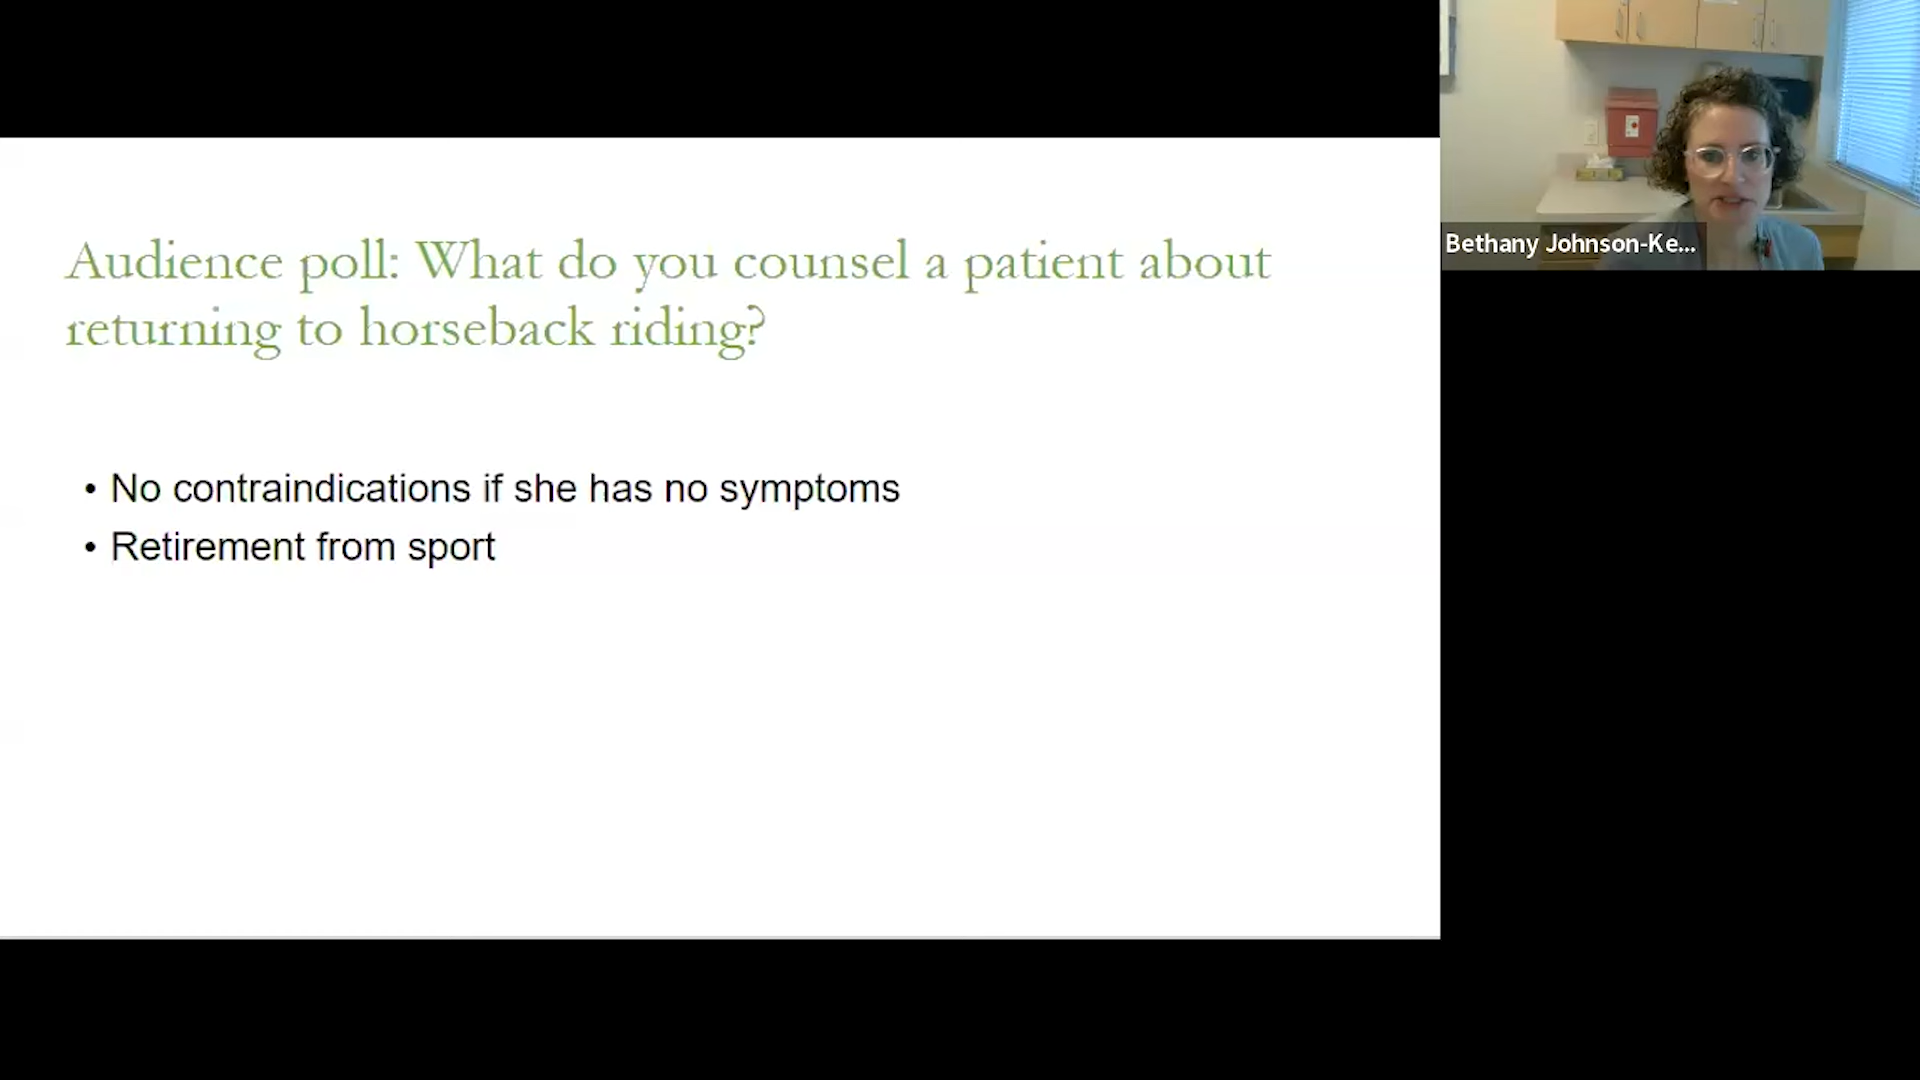 Audience poll: What do you counsel a patient about
returning to horseback riding?
• No contraindications if she has no symptoms
• Retirement from sport
Bethany Johnson-Ke...